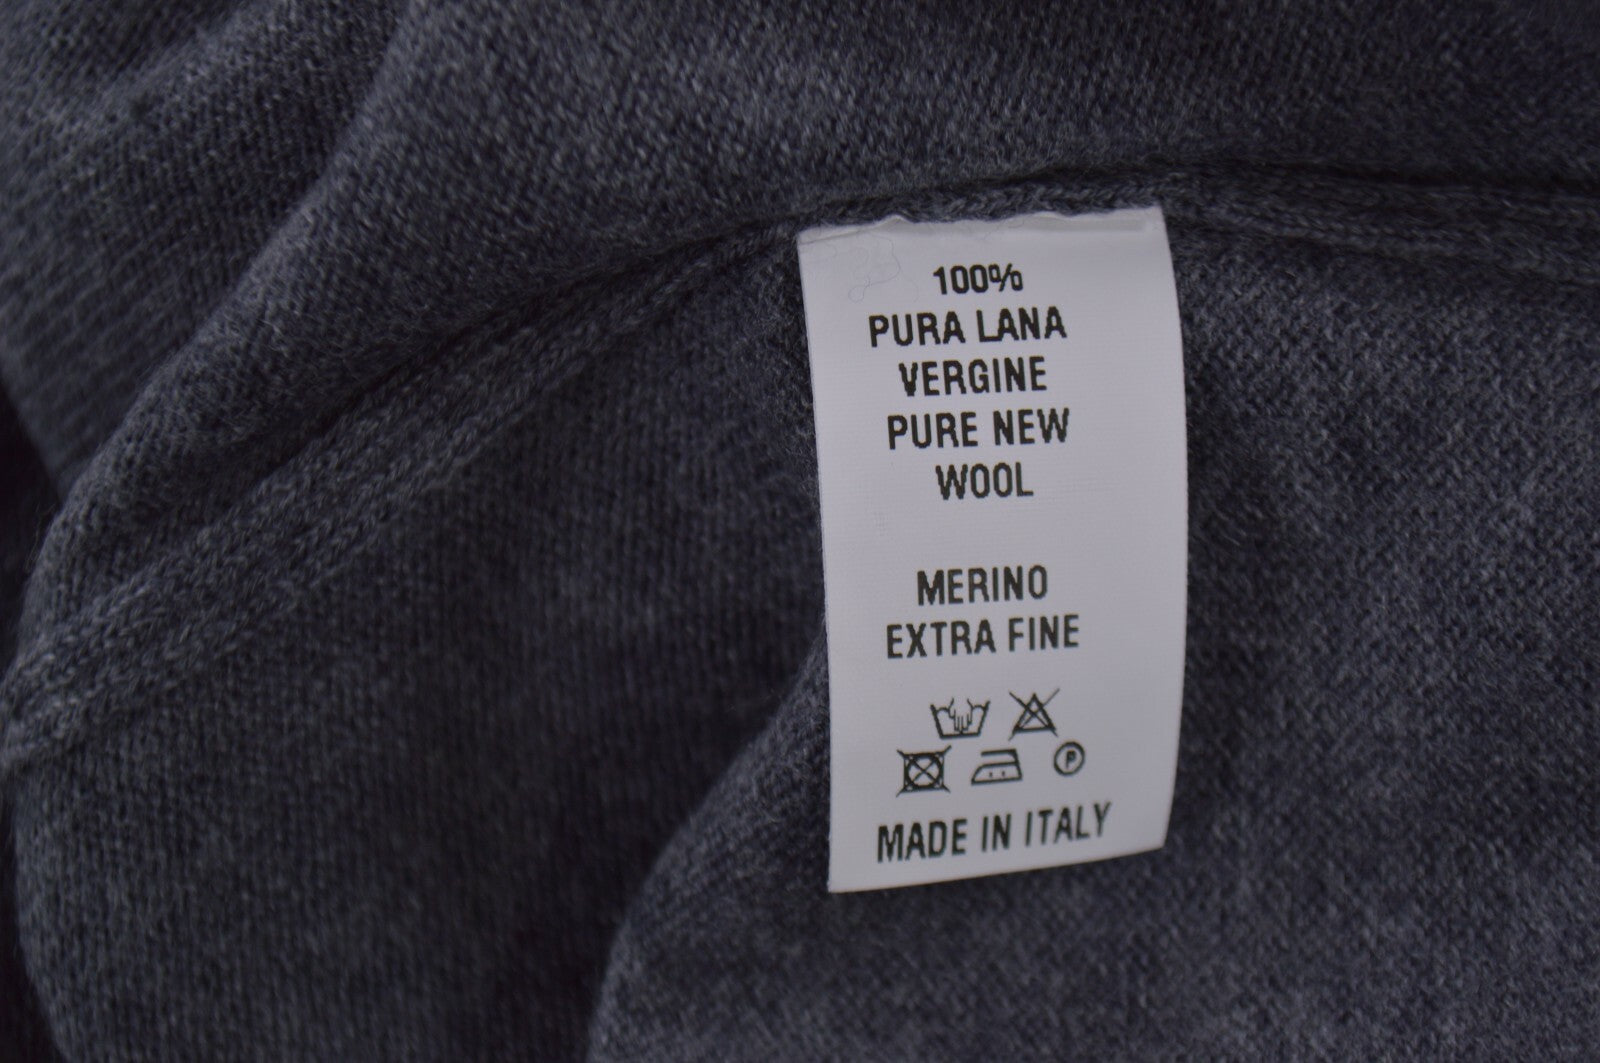 100%
PURA LANA
VERGINE
PURE NEW
WOOL
MERINO
EXTRA FINE
P
MADE IN ITALY